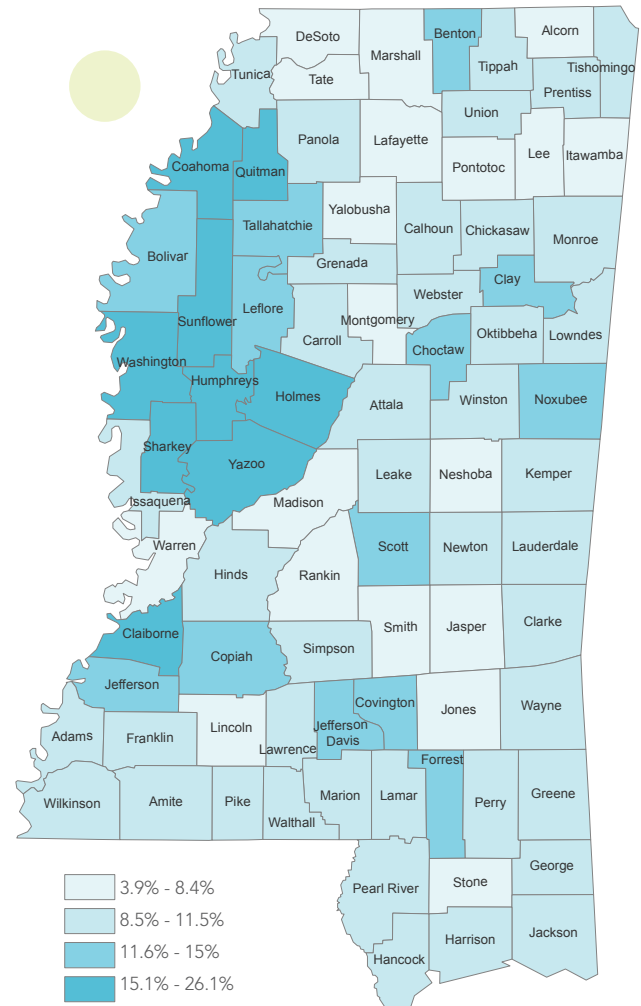 DeSoto
Marshall
Benton
Alcorn
Tippah
Tishomingo
Tunica
Tate
Prentiss
Union
Panola
Lafayette
Lee
Itawamba
Pontotoc
Coahoma
Quitman
Yalobusha
Tallahatchie
Calhoun
Chickasaw
Monroe
Bolivar
Grenada
Clay
Webster
Leflore
Sunflower
Montgomery
Carroll
Choctaw
Oktibbeha
Lowndes
Washington
Humphreys
Holmes
Attala
Winston
Noxubee
Sharkey
Yazoo
Leake
Neshoba
Kemper
Issaquena
Madison
Warren
Scott
Newton
Lauderdale
Hinds
Rankin
Claiborne
Smith
Jasper
Clarke
Copiah
Simpson
Jefferson
Covington
Jones
Wayne
Adams
Franklin
Lincoln
Lawrence
Jefferson
Davis
Forrest
Wilkinson
Amite
Pike
Walthall
Marion
Lamar
Perry
Greene
George
Pearl River
Stone
Hancock
Harrison
Jackson
3.9% - 8.4%
8.5% - 11.5%
11.6% - 15%
15.1% - 26.1%